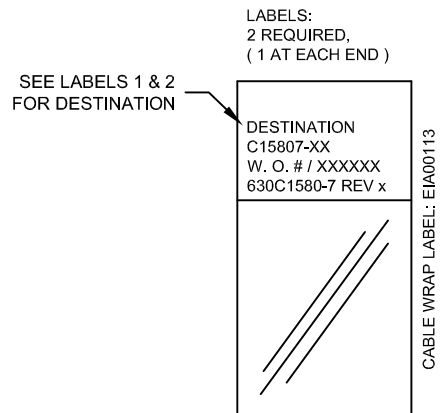 LABELS:
2 REQUIRED,
( 1 AT EACH END )
SEE LABELS 1 & 2
FOR DESTINATION
DESTINATION
C15807-XX
W. O. # / XXXXXX
630C1580-7 REV x
CABLE WRAP LABEL: EIA00113